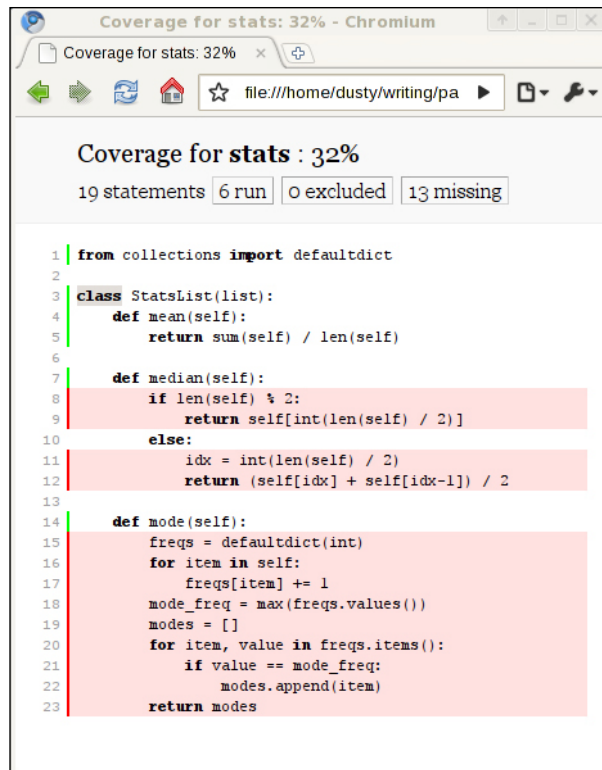 Coverage for stats: 32% - Chromium
Coverage for stats: 32%
file:///home/dusty/writing/pa
Coverage for stats : 32%
19 statements 6 run 0 excluded 13 missing
1 from collections import defaultdict
2
3 class StatsList(list):
4     def mean(self):
5         return sum(self) / len(self)
6
7     def median(self):
8         if len(self) % 2:
9             return self[int(len(self) / 2)]
10         else:
11             idx = int(len(self) / 2)
12             return (self[idx] + self[idx-1]) / 2
13
14     def mode(self):
15         freqs = defaultdict(int)
16         for item in self:
17             freqs[item] += 1
18         mode_freq = max(freqs.values())
19         modes = []
20         for item, value in freqs.items():
21             if value == mode_freq:
22                 modes.append(item)
23         return modes